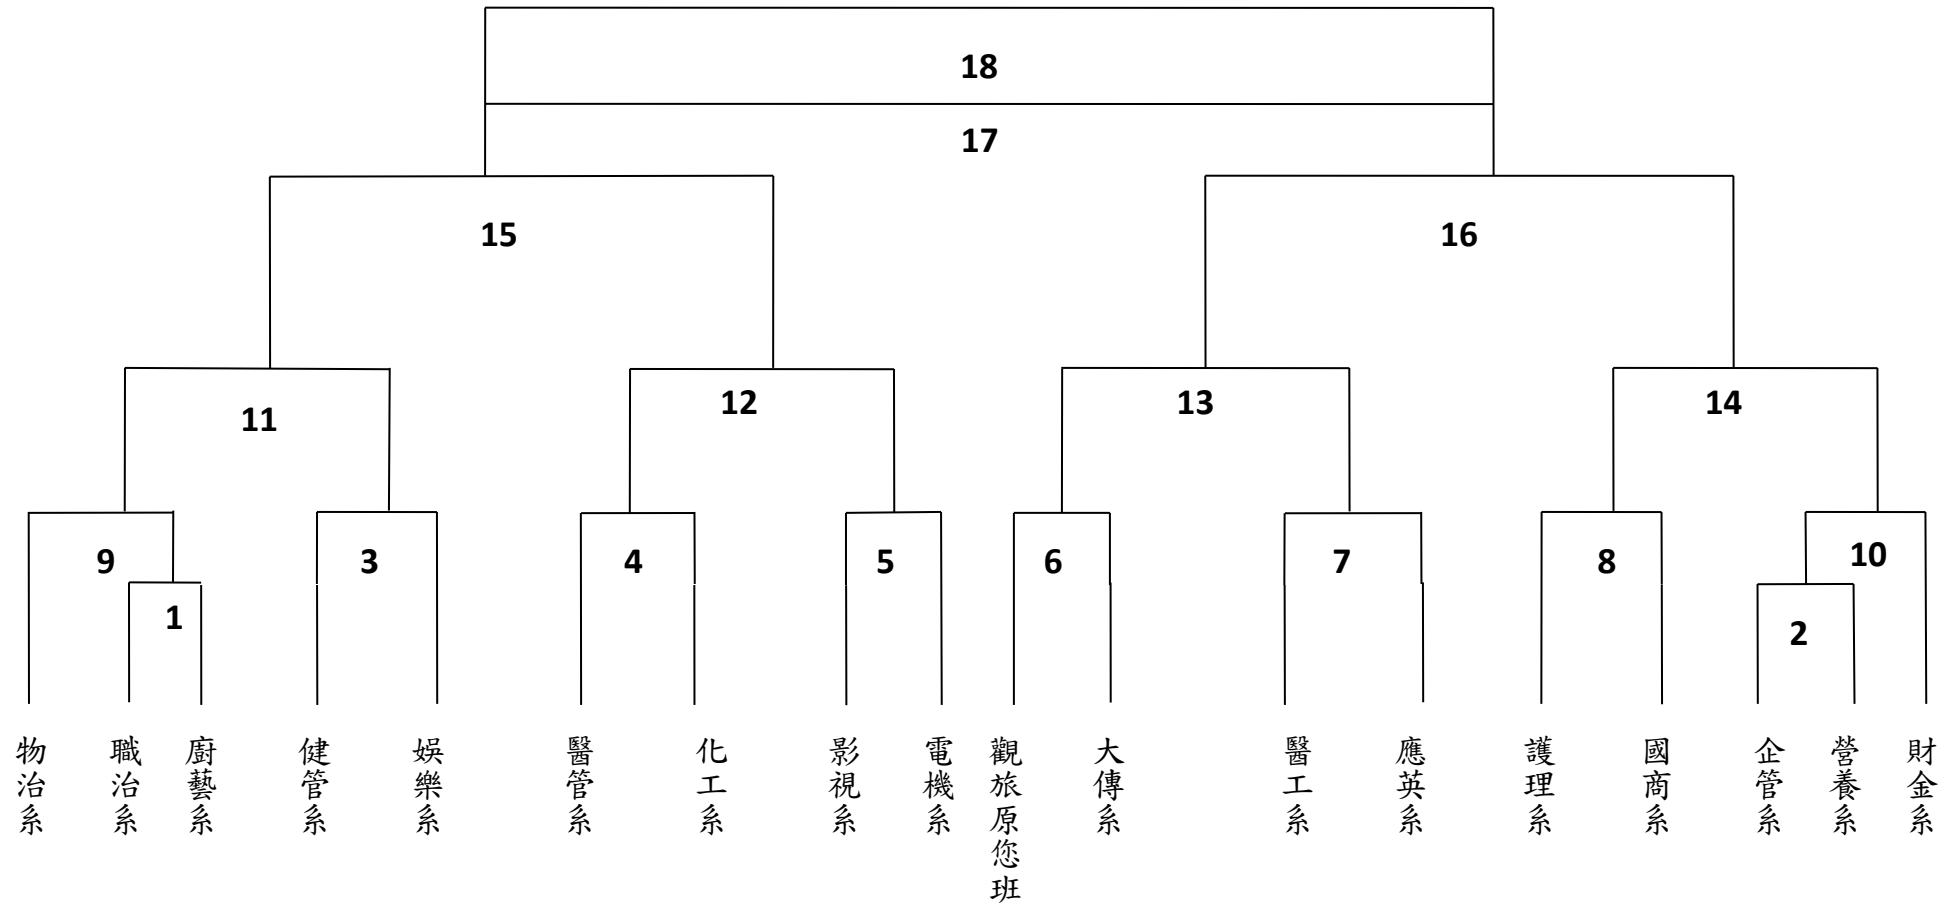 18
17
15
16
11
12
13
14
9
3
4
5
6
7
8
10
1
2
物治系
職治系
廚藝系
健管系
娛樂系
醫管系
化工系
影視系
電機系
觀旅原您班
大傳系
醫工系
應英系
護理系
國商系
企管系
營養系
財金系